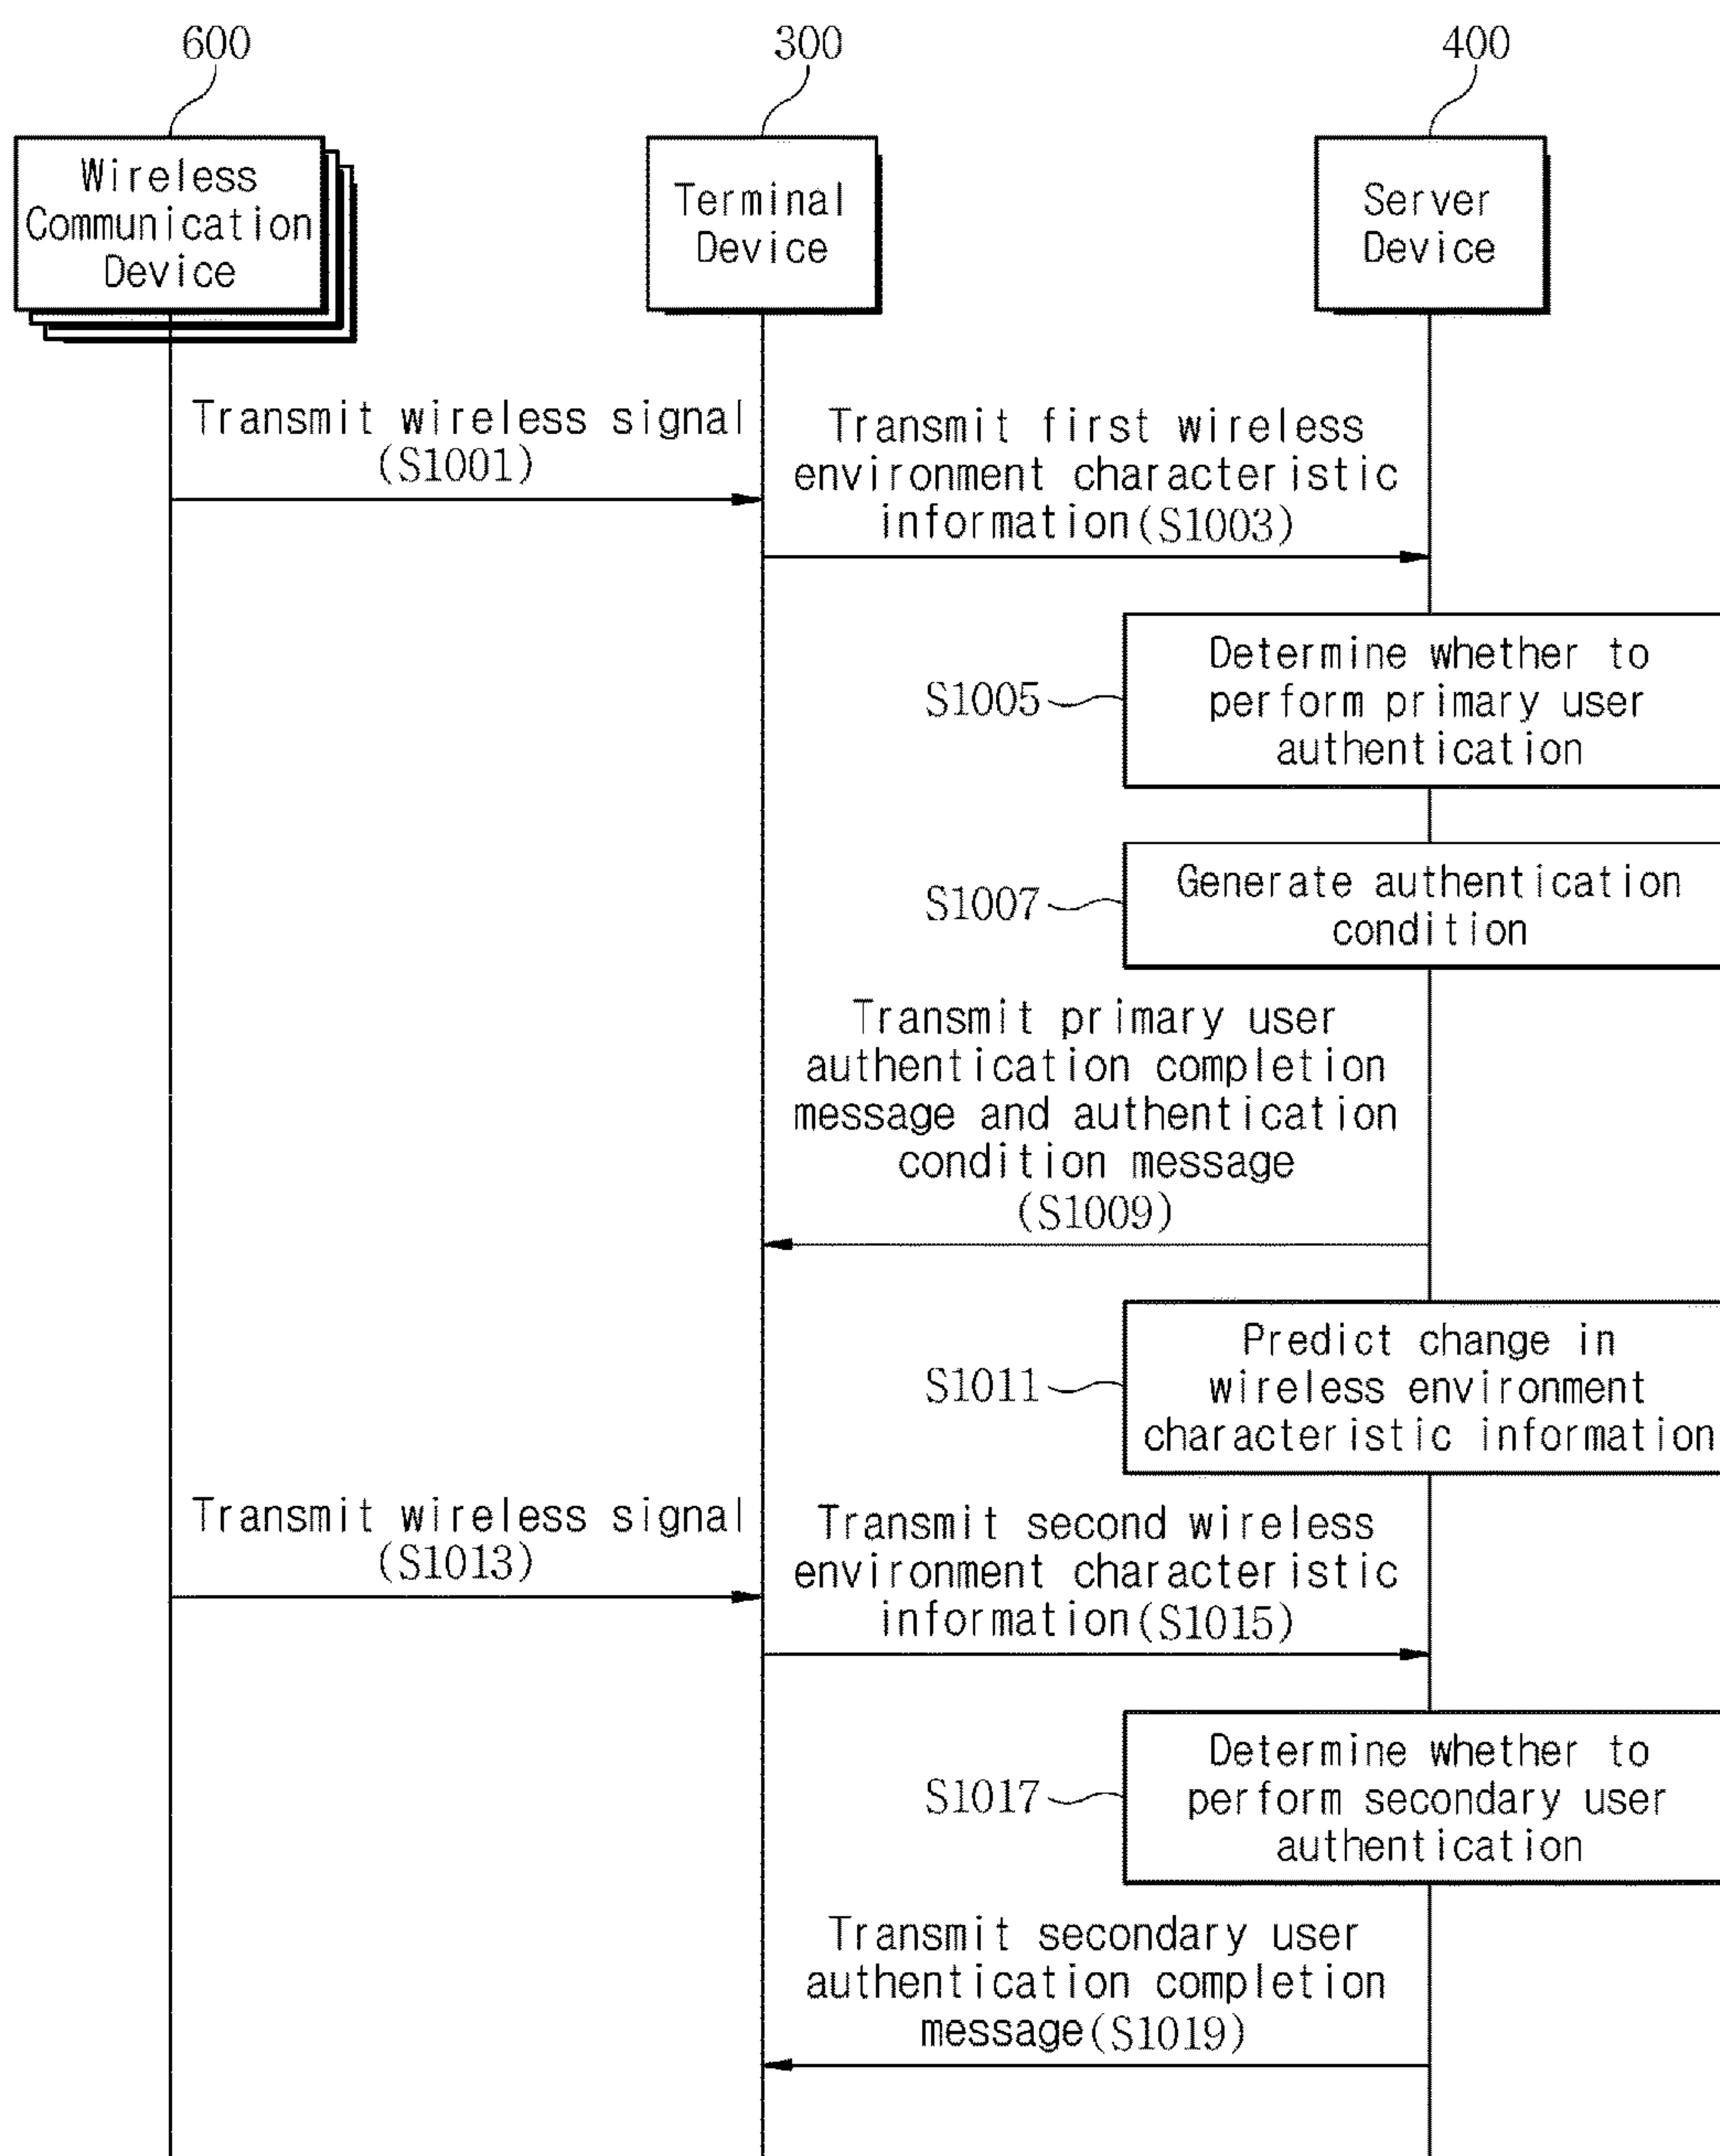 600
300
400
Wireless
Communication
Device
Terminal
Device
Server
Device
Transmit wireless signal
(S1001)
Transmit first wireless
environment characteristic
information(S1003)
S1005
Determine whether to
perform primary user
authentication
S1007
Generate authentication
condition
Transmit primary user
authentication completion
message and authentication
condition message
(S1009)
S1011
Predict change in
wireless environment
characteristic information
Transmit wireless signal
(S1013)
Transmit second wireless
environment characteristic
information(S1015)
S1017
Determine whether to
perform secondary user
authentication
Transmit secondary user
authentication completion
message(S1019)